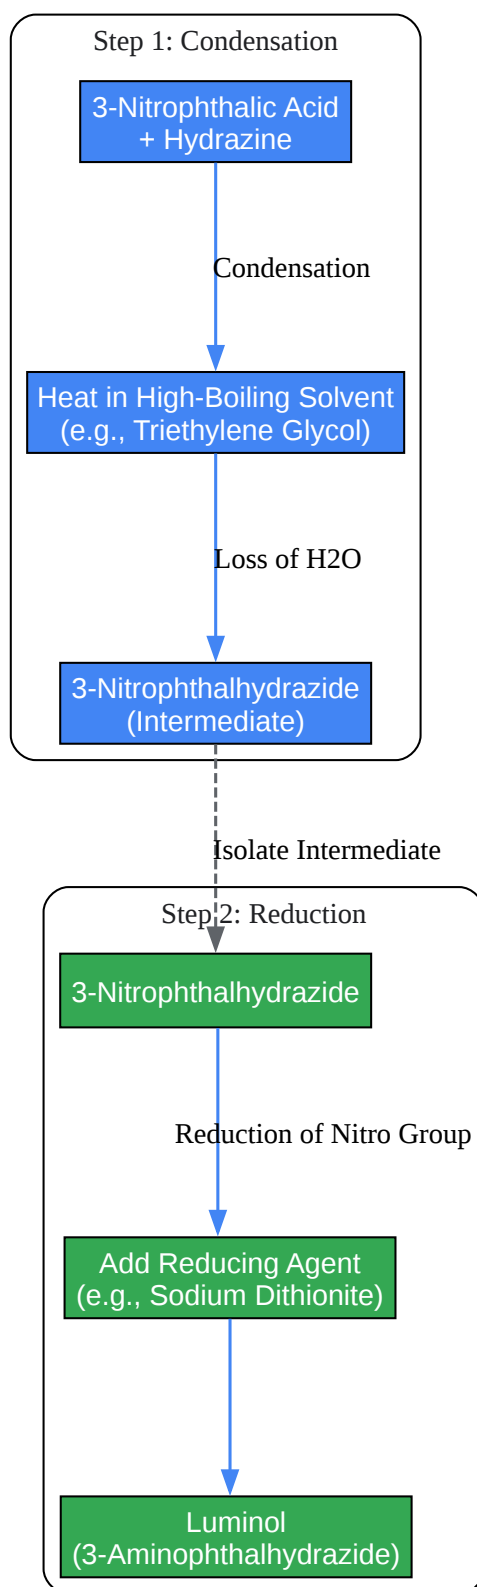 Step 1: Condensation
3-Nitrophthalic Acid
+ Hydrazine
Condensation
Heat in High-Boiling Solvent
(e.g., Triethylene Glycol)
Loss of H2O
3-Nitrophthalhydrazide
(Intermediate)
Isolate Intermediate
Step 2: Reduction
3-Nitrophthalhydrazide
Reduction of Nitro Group
Add Reducing Agent
(e.g., Sodium Dithionite)
Luminol
(3-Aminophthalhydrazide)